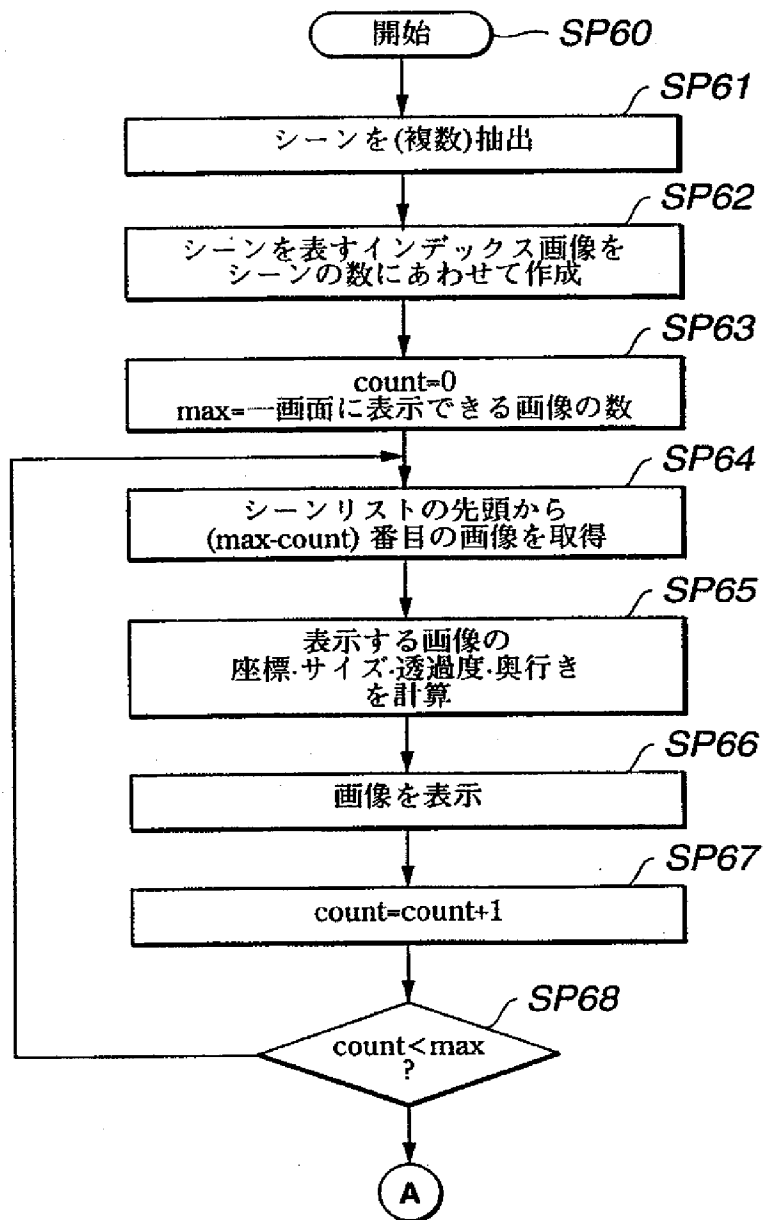 開始
SP60
SP61
シーンを(複数)抽出
SP62
シーンを表すインデックス画像を
シーンの数にあわせて作成
SP63
count=0
max=一画面に表示できる画像の数
SP64
シーンリストの先頭から
(max-count) 番目の画像を取得
SP65
表示する画像の
座標·サイズ·透過度·奥行き
を計算
SP66
画像を表示
SP67
count=count+1
SP68
count<max
?
A